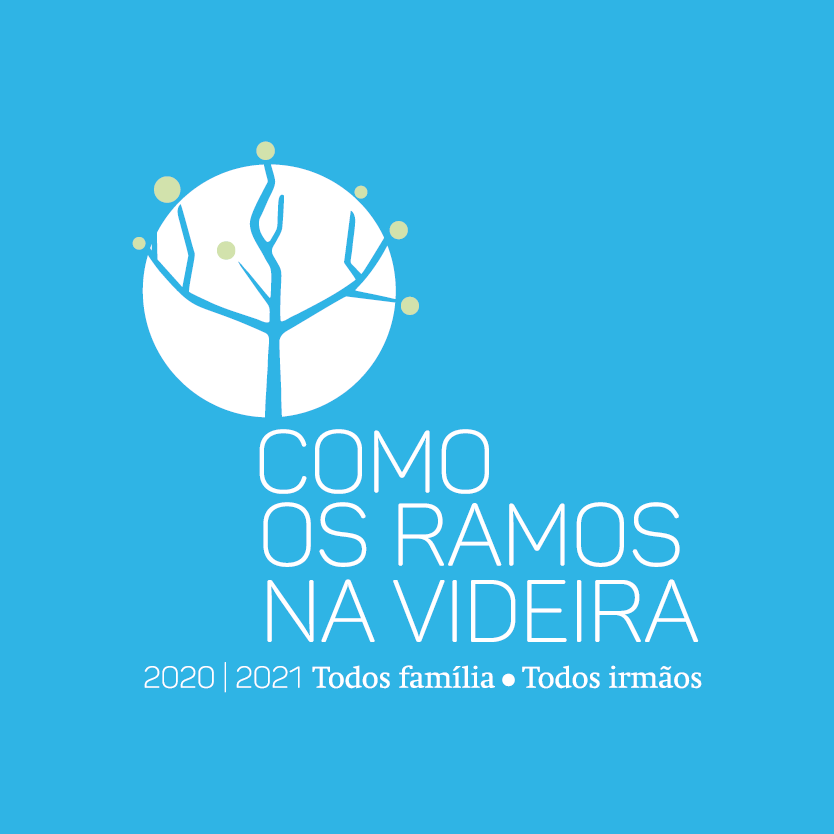 COMO
OS RAMOS
NA VIDEIRA
2020 | 2021 Todos família • Todos irmãos